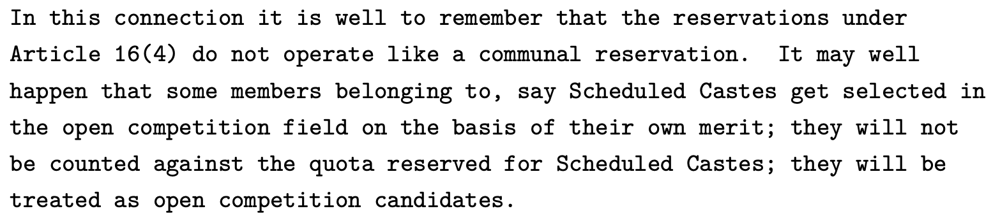 In this connection it is well to remember that the reservations under
Article 16(4) do not operate like a communal reservation.  It may well
happen that some members belonging to, say Scheduled Castes get selected in
the open competition field on the basis of their own merit; they will not
be counted against the quota reserved for Scheduled Castes; they will be
treated as open competition candidates.